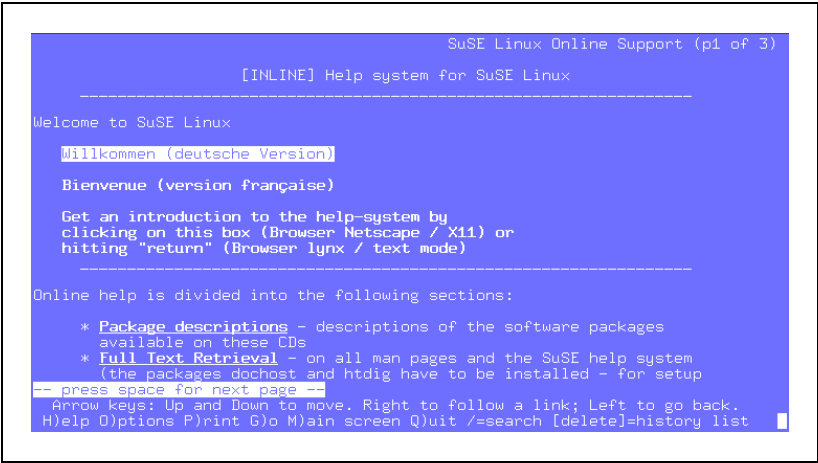 SuSE Linux Online Support (p1 of 3)
[INLINE] Help system for SuSE Linux
Welcome to SuSE Linux
Willkommen (deutsche Version)
Bienvenue (version française)
Get an introduction to the help-system by
clicking on this box (Browser Netscape / X11) or
hitting "return" (Browser lynx / text mode)
Online help is divided into the following sections:
* Package descriptions - descriptions of the software packages
available on these CDs
* Full Text Retrieval - on all man pages and the SuSE help system
(the packages dochost and htdig have to be installed - for setup
-- press space for next page --
Arrow keys: Up and Down to move. Right to follow a link; Left to go back.
H)elp O)ptions P)rint G)o M)ain screen Q)uit /=search [delete]=history list